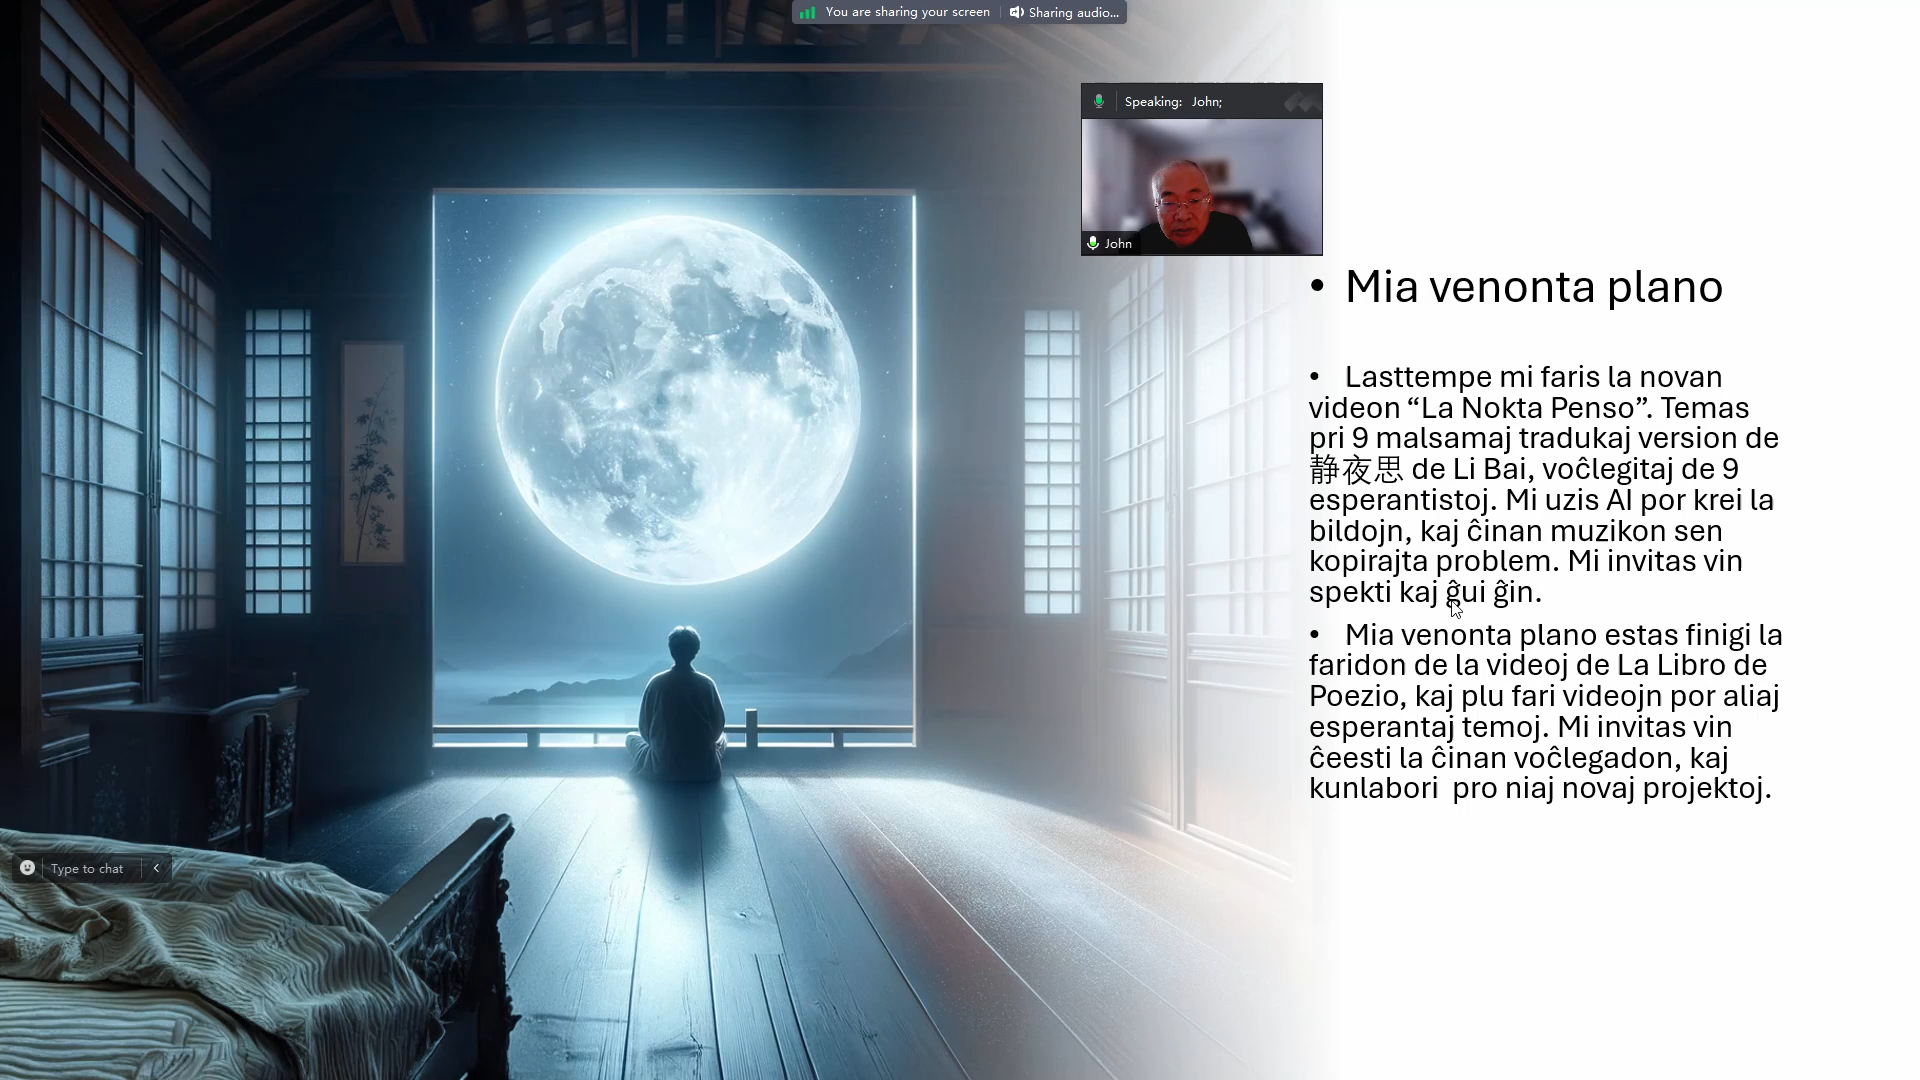 You are sharing your screen
Sharing audio...
Speaking: John;
John
• Mia venonta plano
• Lasttempe mi faris la novan
videon “La Nokta Penso”. Temas
pri 9 malsamaj tradukaj version de
静夜思 de Li Bai, voĉlegitaj de 9
esperantistoj. Mi uzis AI por krei la
bildojn, kaj ĉinan muzikon sen
kopirajta problem. Mi invitas vin
spekti kaj ĝui ĝin.
• Mia venonta plano estas finigi la
faridon de la videoj de La Libro de
Poezio, kaj plu fari videojn por aliaj
esperantaj temoj. Mi invitas vin
ĉeesti la ĉinan voĉlegadon, kaj
kunlabori  pro niaj novaj projektoj.
Type to chat